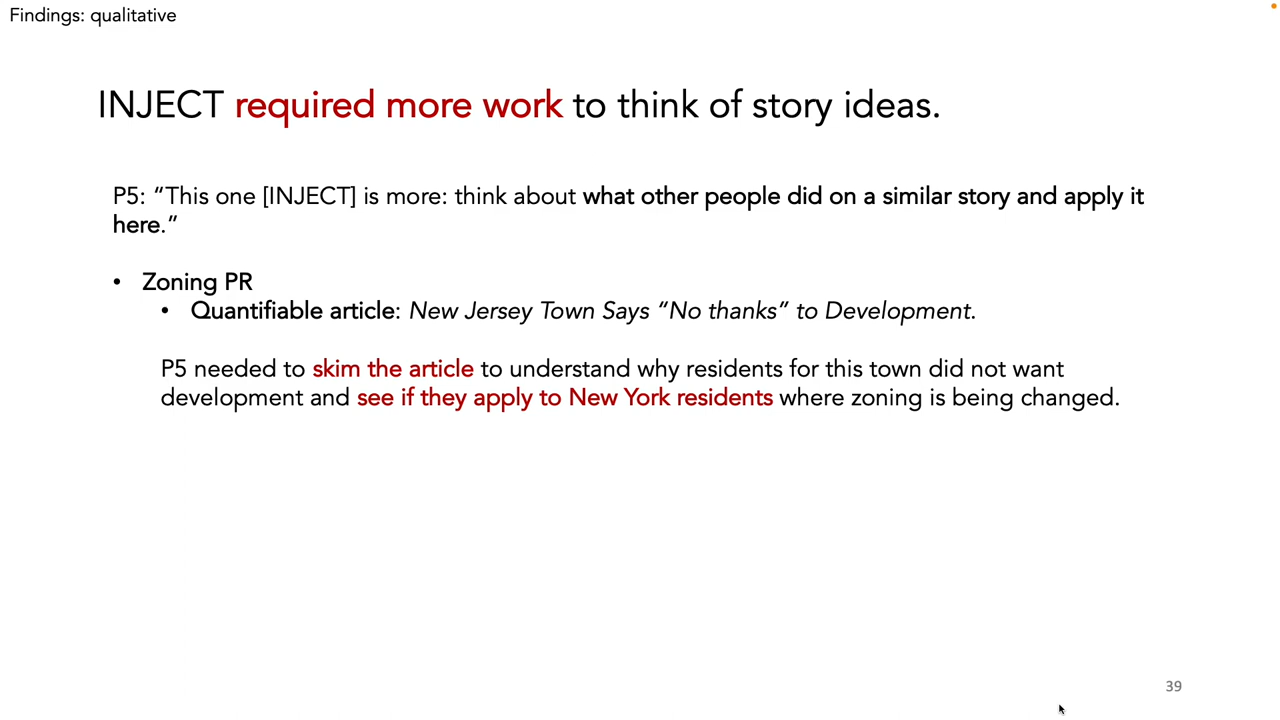 Findings: qualitative
INJECT required more work to think of story ideas.
P5: “This one [INJECT] is more: think about what other people did on a similar story and apply it
here.”
• Zoning PR
• Quantifiable article: New Jersey Town Says “No thanks” to Development.
P5 needed to skim the article to understand why residents for this town did not want
development and see if they apply to New York residents where zoning is being changed.
39